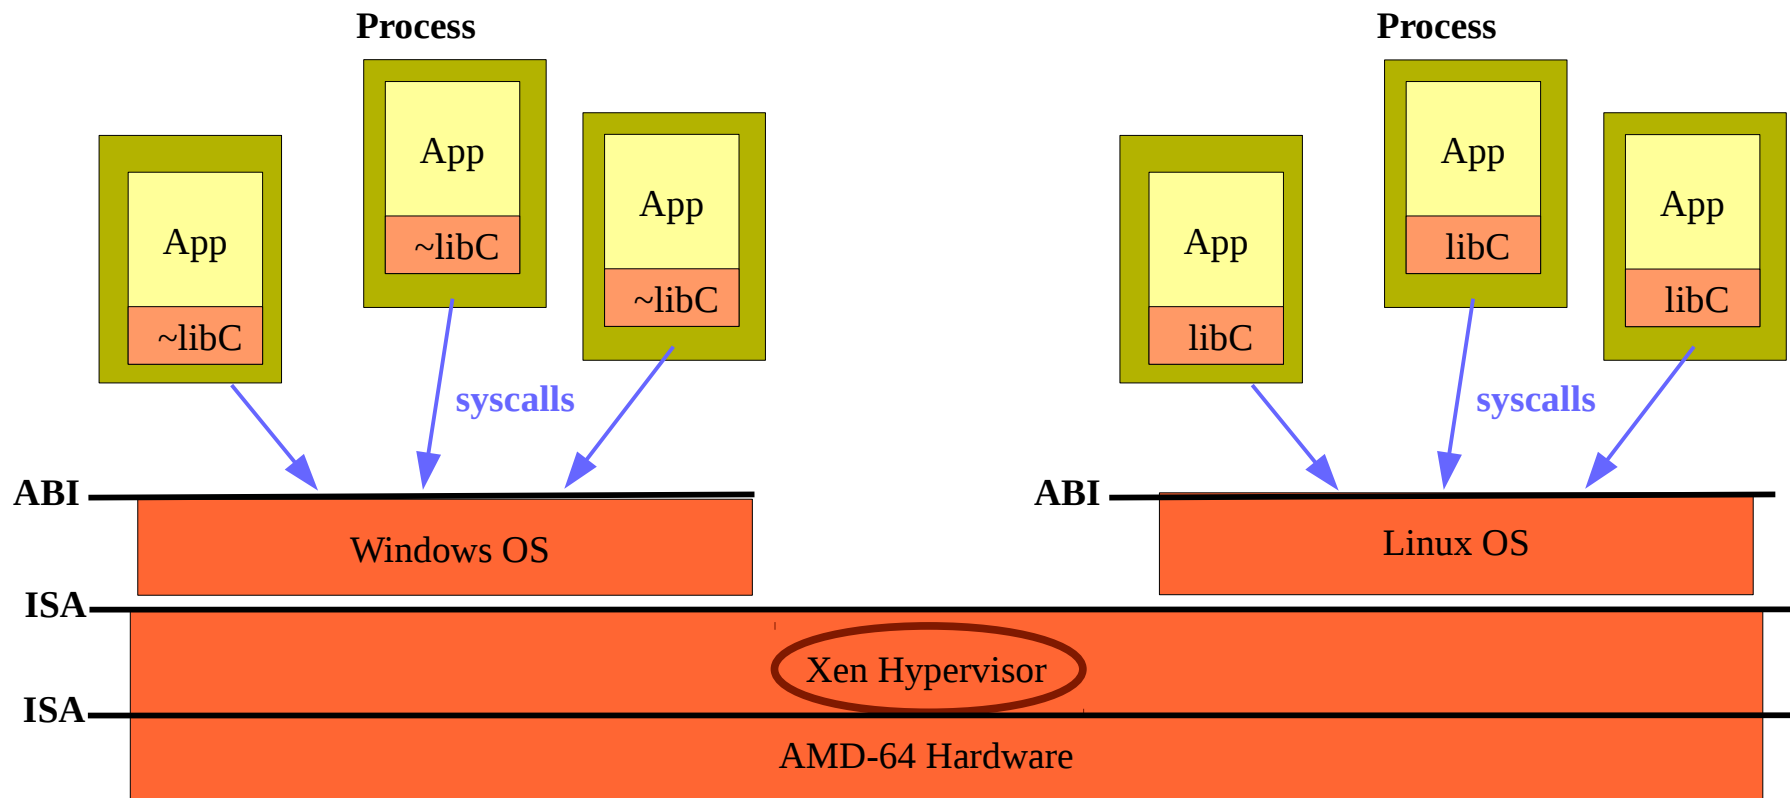 Process
Process
App
~libC
App
~libC
App
~libC
App
libC
App
libC
App
libC
syscalls
syscalls
ABI
ABI
Windows OS
Linux OS
ISA
Xen Hypervisor
ISA
AMD-64 Hardware